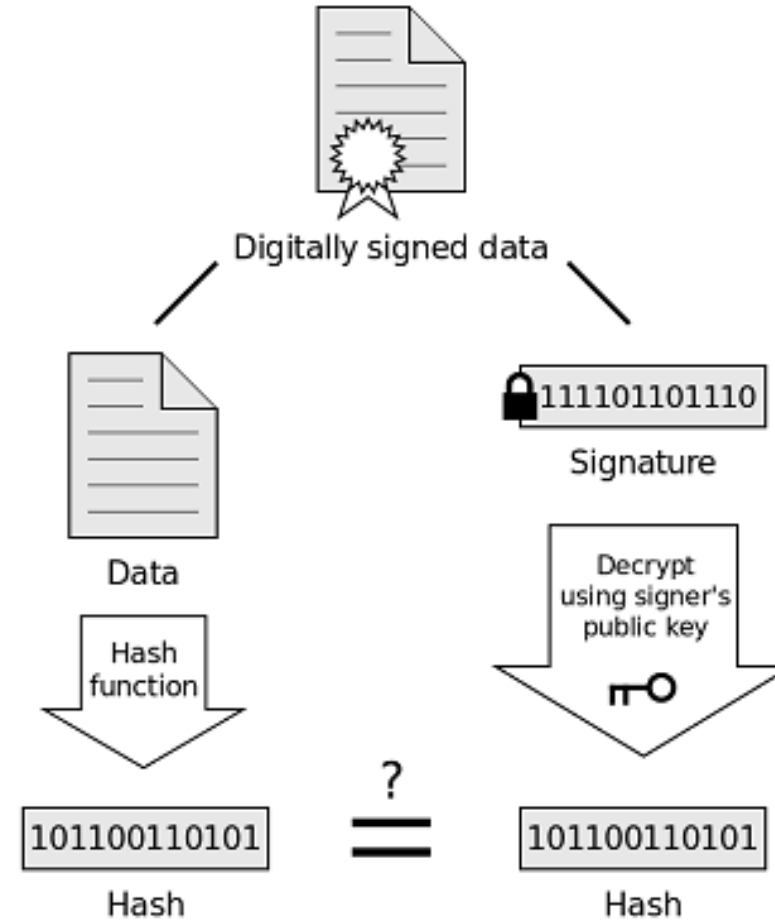 Digitally signed data
111101101110
Signature
Data
Decrypt
using signer's
public key
Hash
function
?
=
101100110101
101100110101
Hash
Hash